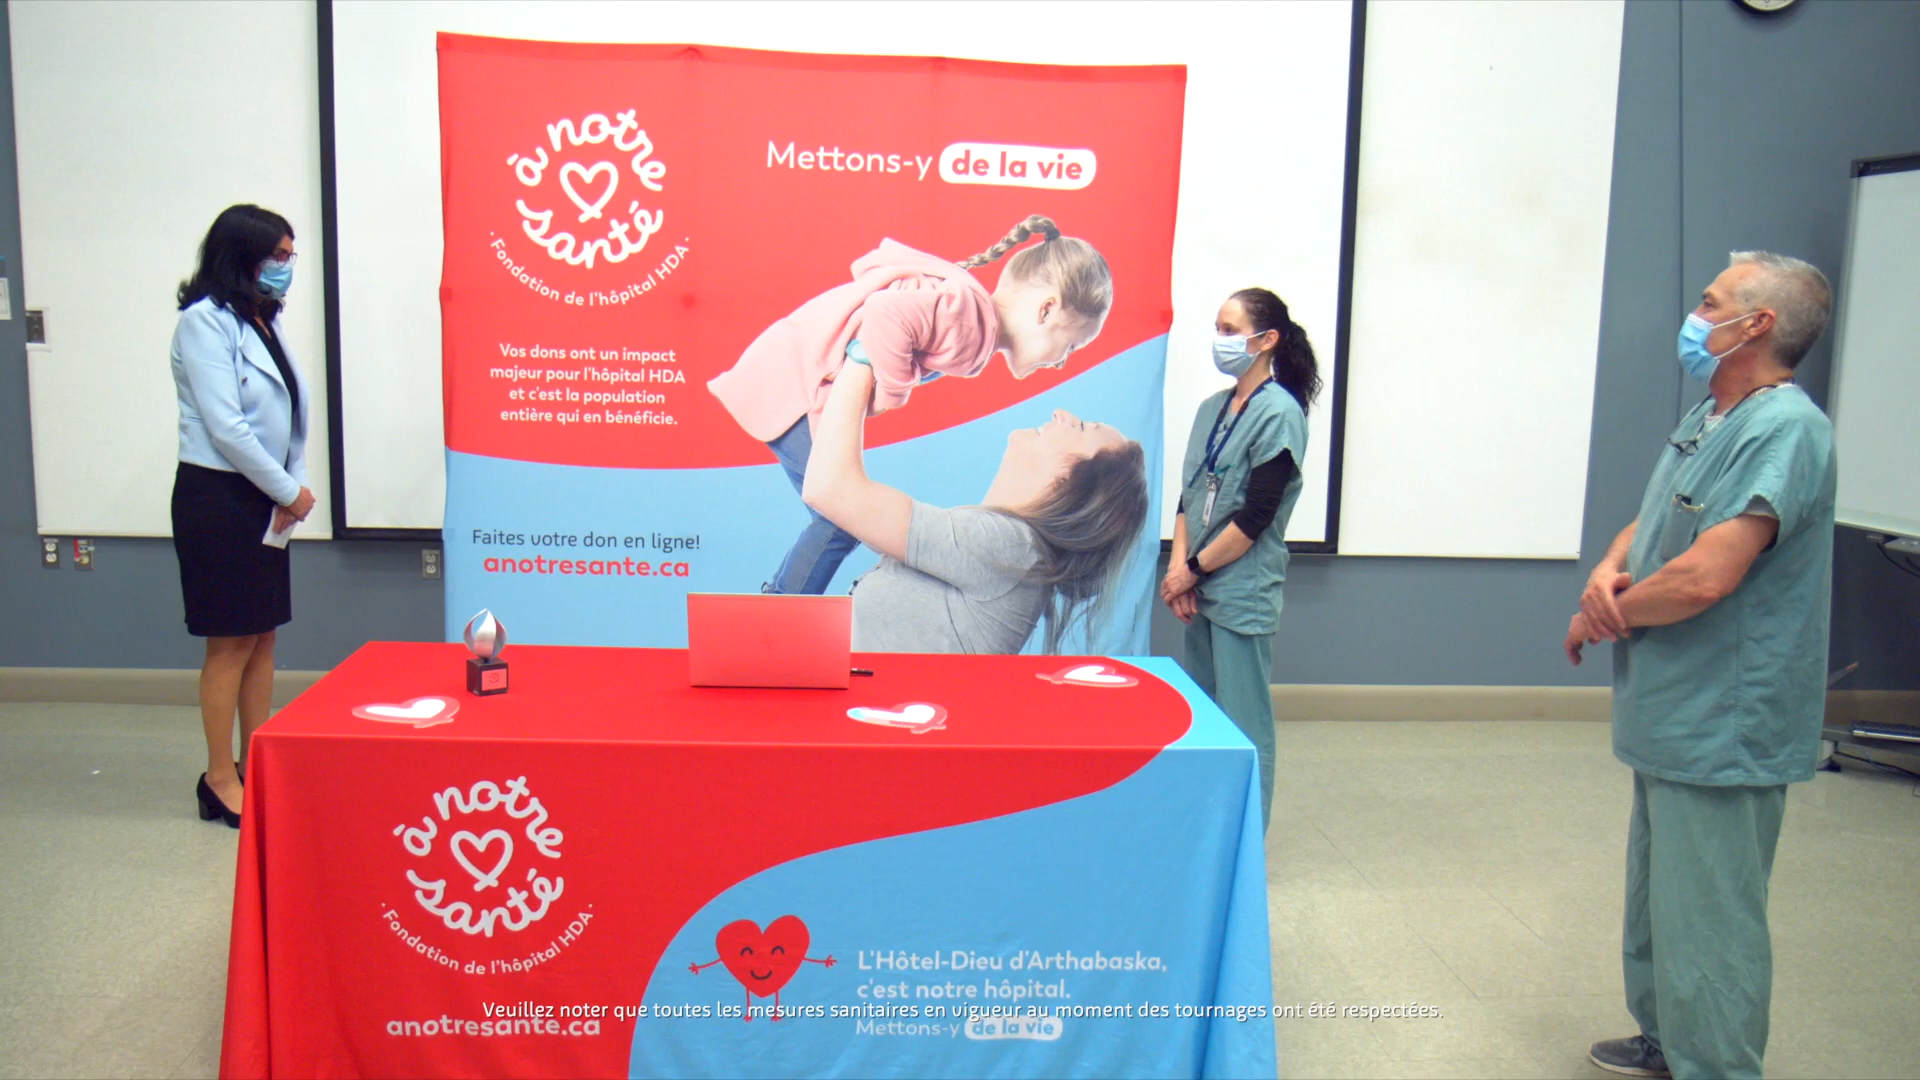 à notre
santé
· Fondation de l'hôpital HDA ·
Mettons-y de la vie
Vos dons ont un impact
majeur pour l'hôpital HDA
et c'est la population
entière qui en bénéficie.
Faites votre don en ligne!
anotresante.ca
à notre
santé
· Fondation de l'hôpital HDA ·
anotresante.ca
L'Hôtel-Dieu d'Arthabaska,
c'est notre hôpital.
Mettons-y de la vie
Veuillez noter que toutes les mesures sanitaires en vigueur au moment des tournages ont été respectées.